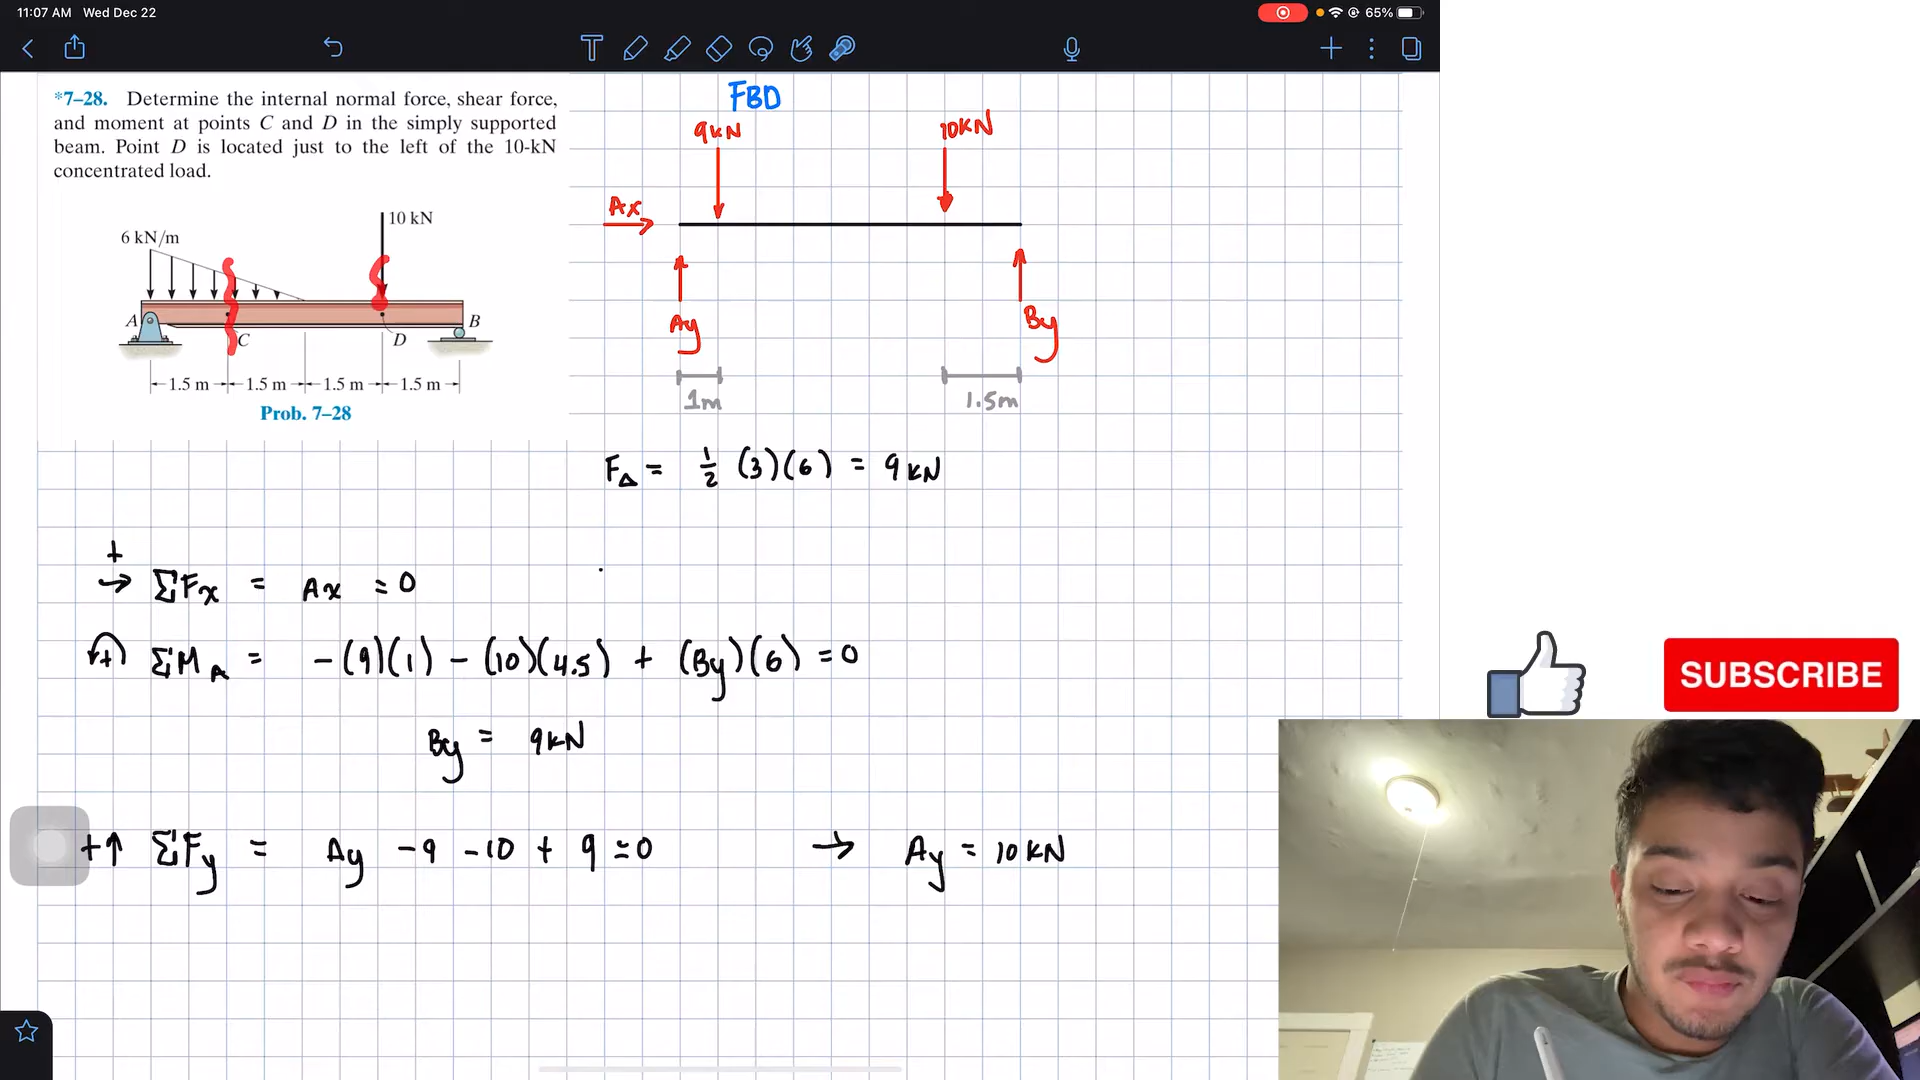 11:07 AM Wed Dec 22
65%
*7–28. Determine the internal normal force, shear force,
and moment at points C and D in the simply supported
beam. Point D is located just to the left of the 10-kN
concentrated load.
10 kN
6 kN/m
A
B
C
D
1.5 m 1.5 m 1.5 m 1.5 m
Prob. 7–28
FBD
9kN
10kN
Ax
Ay
By
1m
1.5m
F△ = 1/2 (3)(6) = 9 kN
+
→ ΣFx = Ax = 0
+ ΣMA = -(9)(1) - (10)(4.5) + (By)(6) = 0
By = 9kN
+↑ ΣFy = Ay -9 -10 + 9 = 0 → Ay = 10 kN
SUBSCRIBE